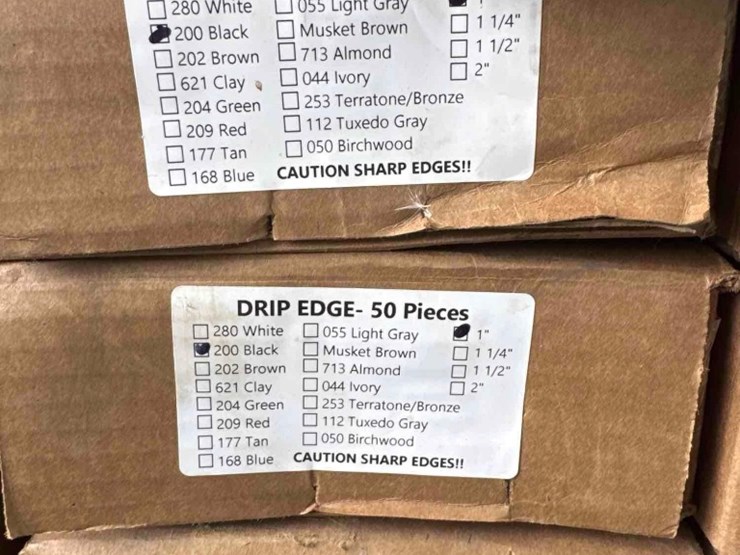 280 White 055 Light Gray
200 Black Musket Brown 1 1/4"
202 Brown 713 Almond 1 1/2"
621 Clay 044 Ivory 2"
204 Green 253 Terratone/Bronze
209 Red 112 Tuxedo Gray
177 Tan 050 Birchwood
168 Blue CAUTION SHARP EDGES!!
DRIP EDGE- 50 Pieces
280 White 055 Light Gray 1"
200 Black Musket Brown 1 1/4"
202 Brown 713 Almond 1 1/2"
621 Clay 044 Ivory 2"
204 Green 253 Terratone/Bronze
209 Red 112 Tuxedo Gray
177 Tan 050 Birchwood
168 Blue CAUTION SHARP EDGES!!